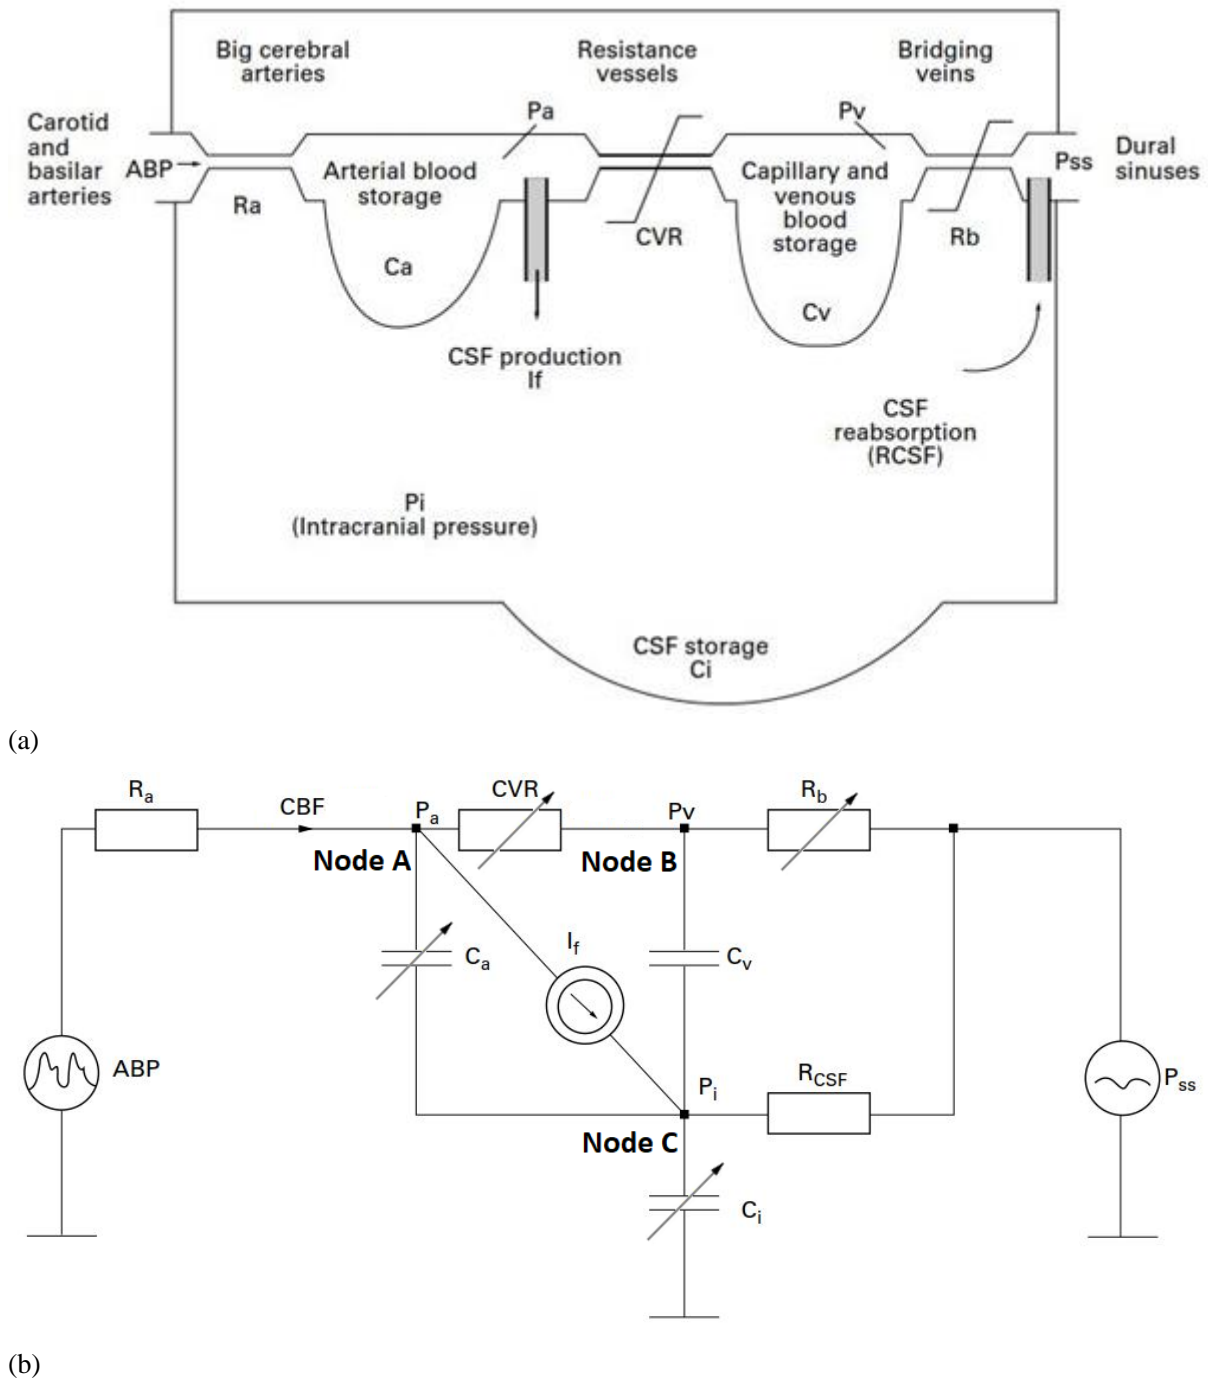 Big cerebral
arteries
Resistance
vessels
Bridging
veins
Carotid
and
basilar
arteries
ABP
Ra
Arterial blood
storage
Pa
Ca
CSF production
If
CVR
Pv
Capillary and
venous
blood
storage
Cv
Rb
Pss
Dural
sinuses
CSF
reabsorption
(RCSF)
Pi
(Intracranial pressure)
CSF storage
Ci
(a)
Ra
CBF
Pa
CVR
Pv
Rb
Node A
Node B
Ca
If
Cv
ABP
Pi
RCSF
Pss
Node C
Ci
(b)